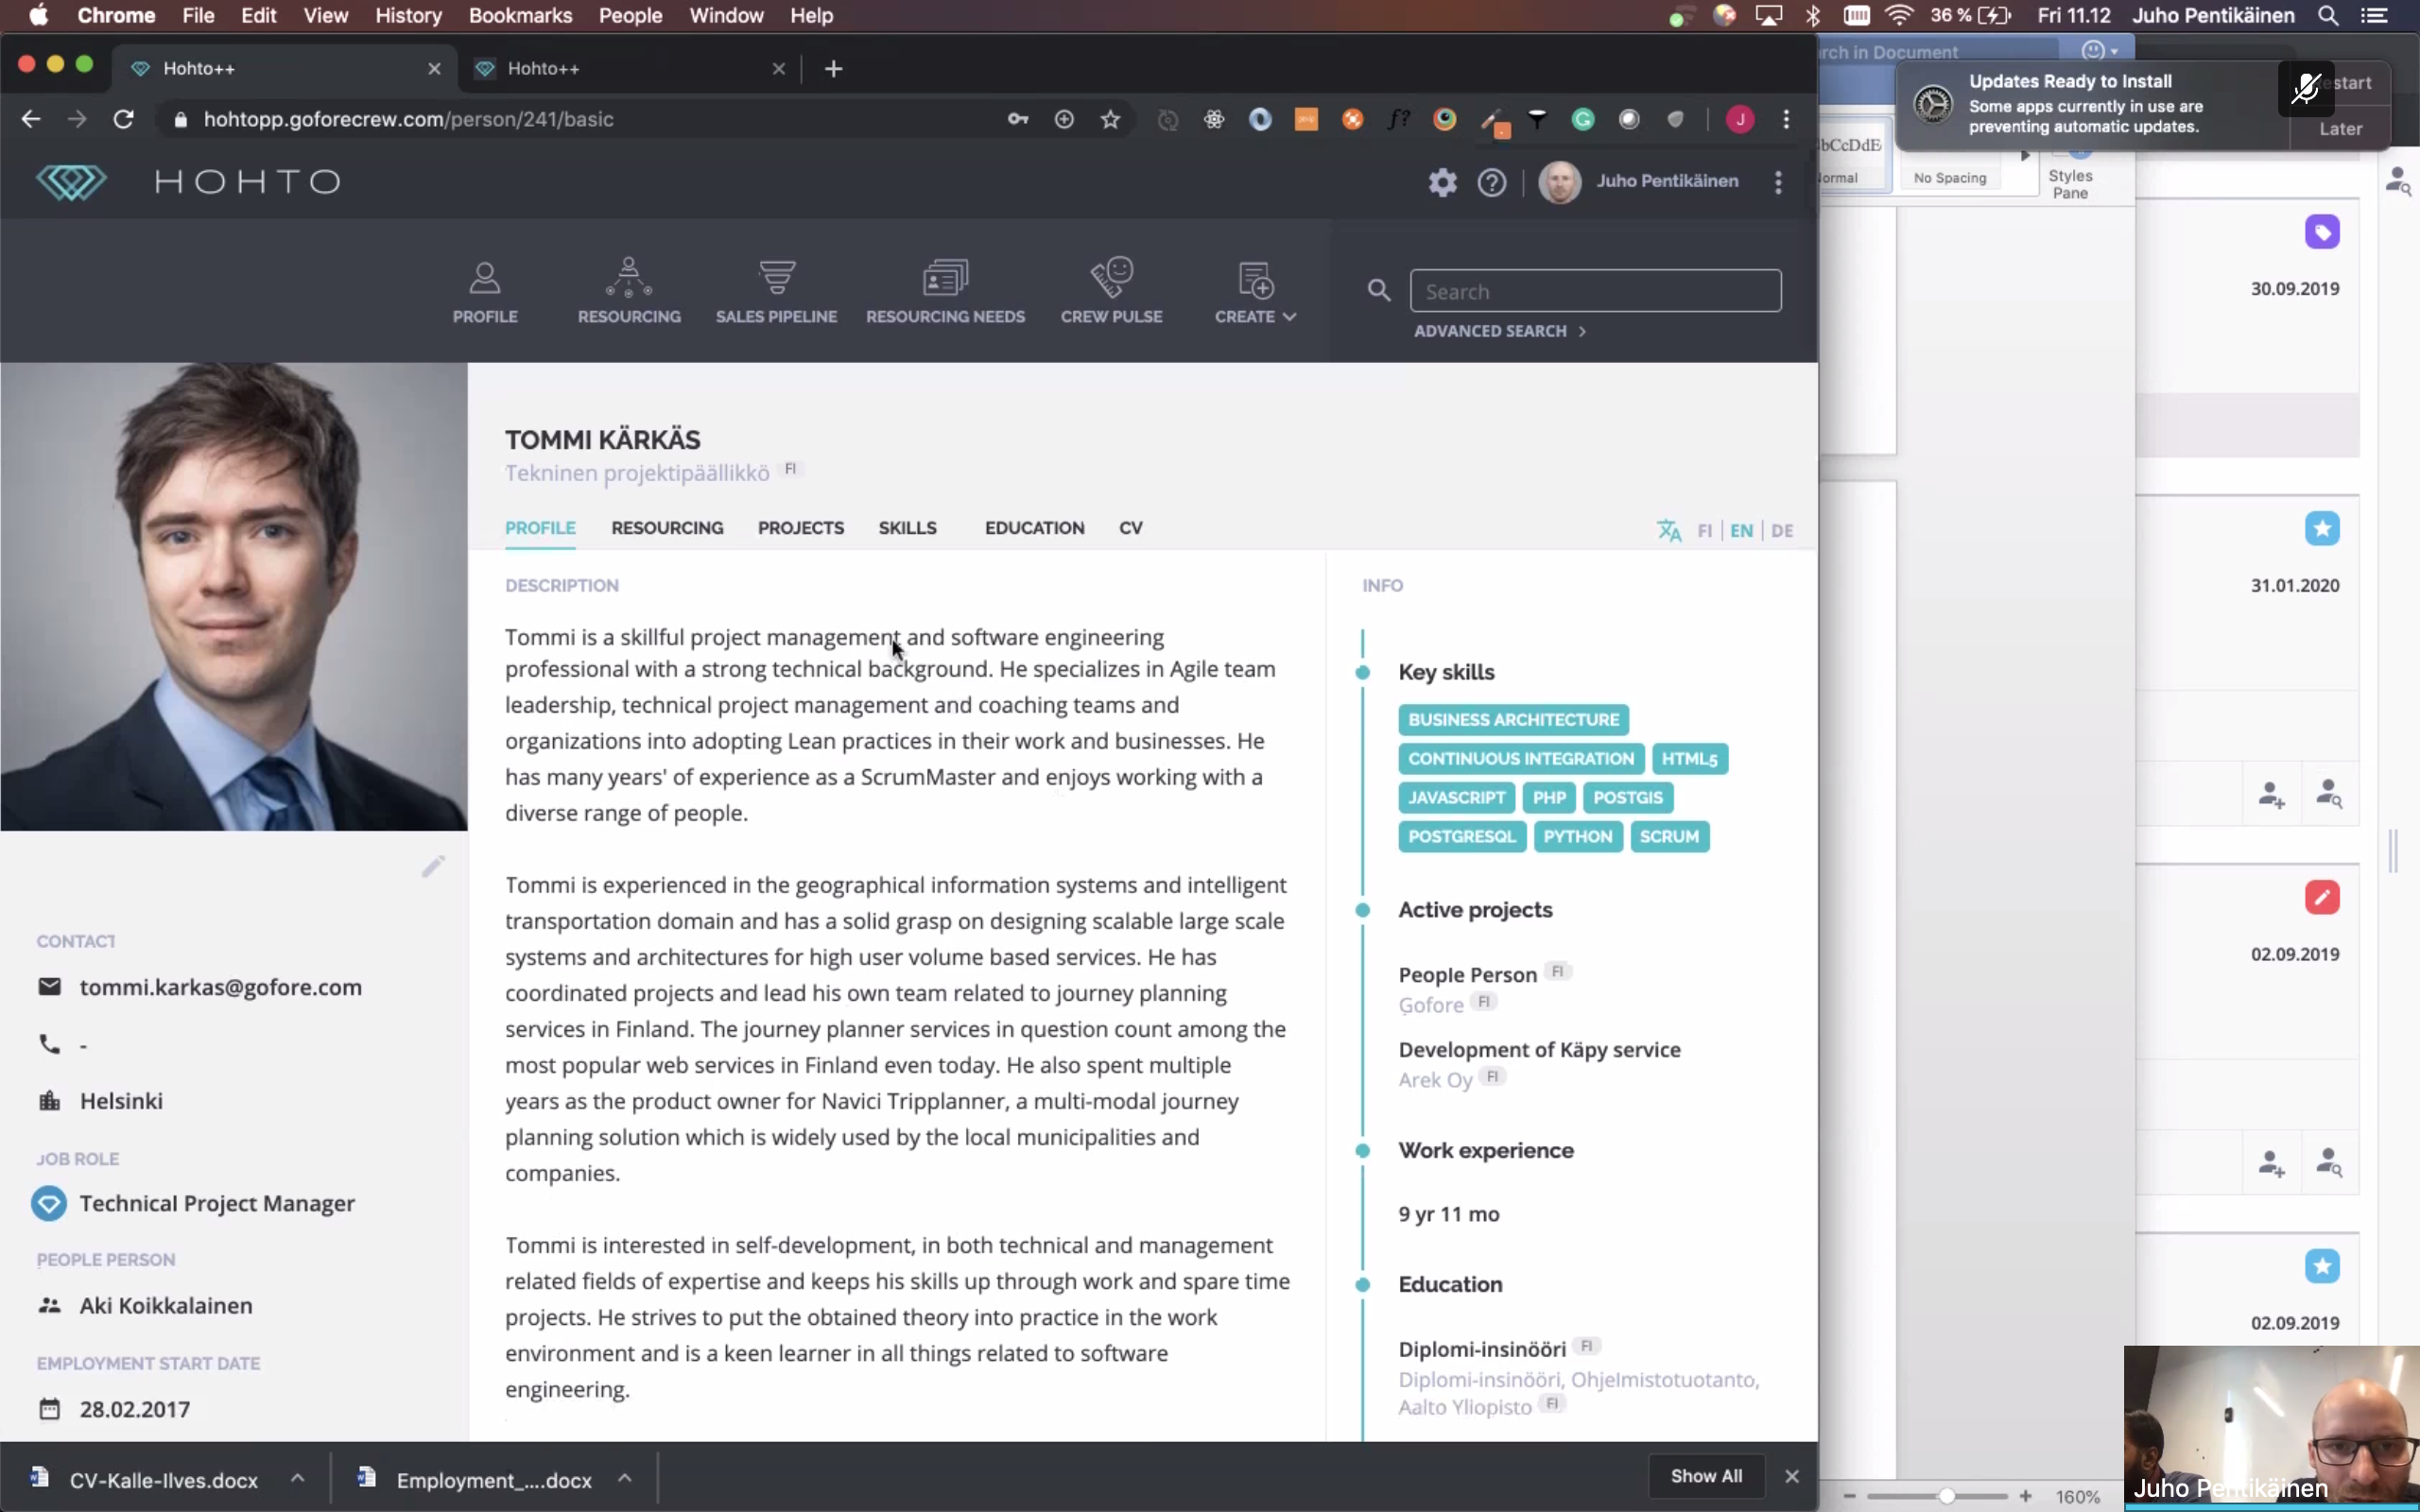 Chrome File Edit View History Bookmarks People Window Help
36 % Fri 11.12 Juho Pentikäinen
Hohto++
Hohto++
hohtopp.goforecrew.com/person/241/basic
f?
J
HOHTO
Juho Pentikäinen
PROFILE
RESOURCING
SALES PIPELINE
RESOURCING NEEDS
CREW PULSE
CREATE
Search
ADVANCED SEARCH >
TOMMI KÄRKÄS
Tekninen projektipäällikkö FI
PROFILE RESOURCING PROJECTS SKILLS EDUCATION CV
FI | EN | DE
DESCRIPTION
Tommi is a skillful project management and software engineering
professional with a strong technical background. He specializes in Agile team
leadership, technical project management and coaching teams and
organizations into adopting Lean practices in their work and businesses. He
has many years' of experience as a ScrumMaster and enjoys working with a
diverse range of people.
Tommi is experienced in the geographical information systems and intelligent
transportation domain and has a solid grasp on designing scalable large scale
systems and architectures for high user volume based services. He has
coordinated projects and lead his own team related to journey planning
services in Finland. The journey planner services in question count among the
most popular web services in Finland even today. He also spent multiple
years as the product owner for Navici Tripplanner, a multi-modal journey
planning solution which is widely used by the local municipalities and
companies.
Tommi is interested in self-development, in both technical and management
related fields of expertise and keeps his skills up through work and spare time
projects. He strives to put the obtained theory into practice in the work
environment and is a keen learner in all things related to software
engineering.
INFO
Key skills
BUSINESS ARCHITECTURE
CONTINUOUS INTEGRATION HTML5
JAVASCRIPT PHP POSTGIS
POSTGRESQL PYTHON SCRUM
Active projects
People Person FI
Gofore FI
Development of Käpy service
Arek Oy FI
Work experience
9 yr 11 mo
Education
Diplomi-insinööri FI
Diplomi-insinööri, Ohjelmistotuotanto,
Aalto Yliopisto FI
CONTACT
tommi.karkas@gofore.com
-
Helsinki
JOB ROLE
Technical Project Manager
PEOPLE PERSON
Aki Koikkalainen
EMPLOYMENT START DATE
28.02.2017
CV-Kalle-Ilves.docx
Employment_....docx
Show All
rch in Document
Updates Ready to Install
Some apps currently in use are
preventing automatic updates.
estart
Later
bCcDdE
ormal
No Spacing
Styles
Pane
30.09.2019
31.01.2020
02.09.2019
02.09.2019
160%
Juho Pentikäinen